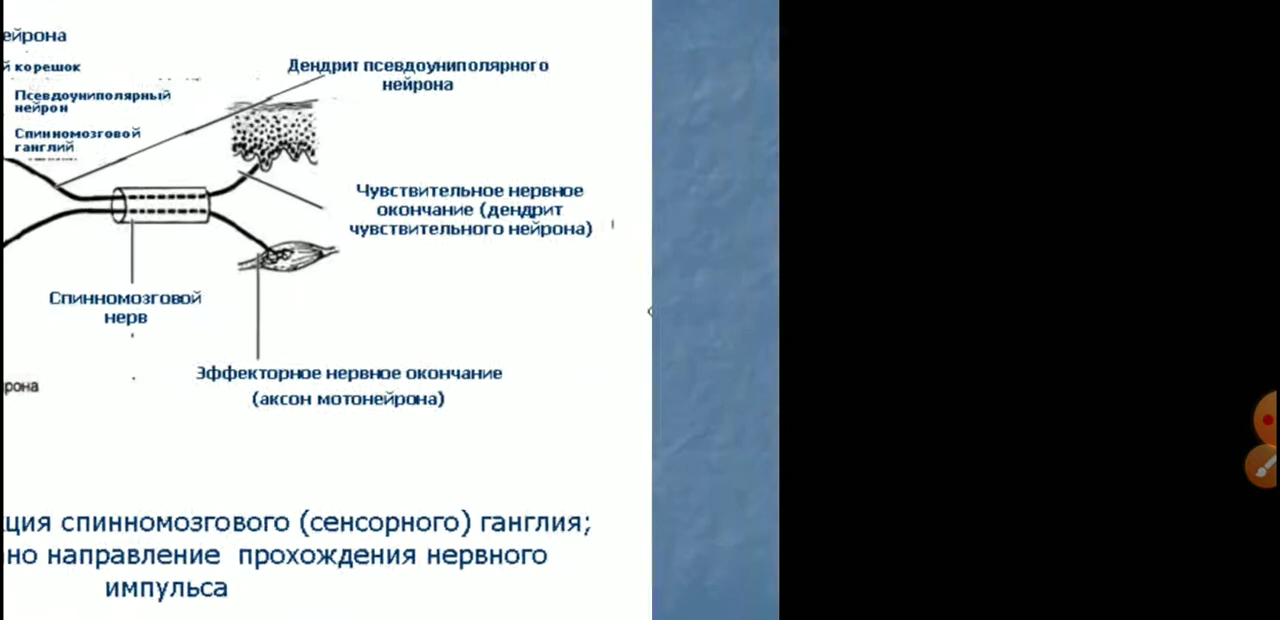 ейрона
й корешок
Дендрит псевдоуниполярного
нейрона
Псевдоуниполярный
нейрон
Спинномозговой
ганглий
Чувствительное нервное
окончание (дендрит
чувствительного нейрона)
Спинномозговой
нерв
Эффекторное нервное окончание
(аксон мотонейрона)
рона
ция спинномозгового (сенсорного) ганглия;
но направление прохождения нервного
импульса